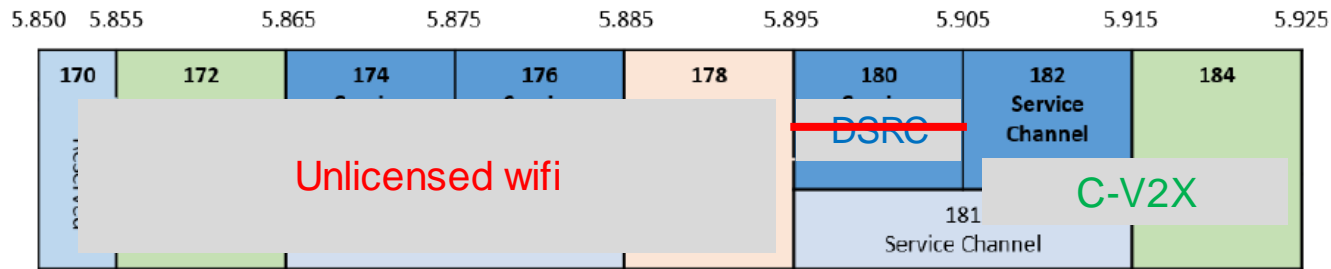 5.850 5.855 5.865 5.875 5.885 5.895 5.905 5.915 5.925
170 172 174 176 178 180 182 184
Service
Channel
DSRC
Unlicensed wifi
C-V2X
181
Service Channel